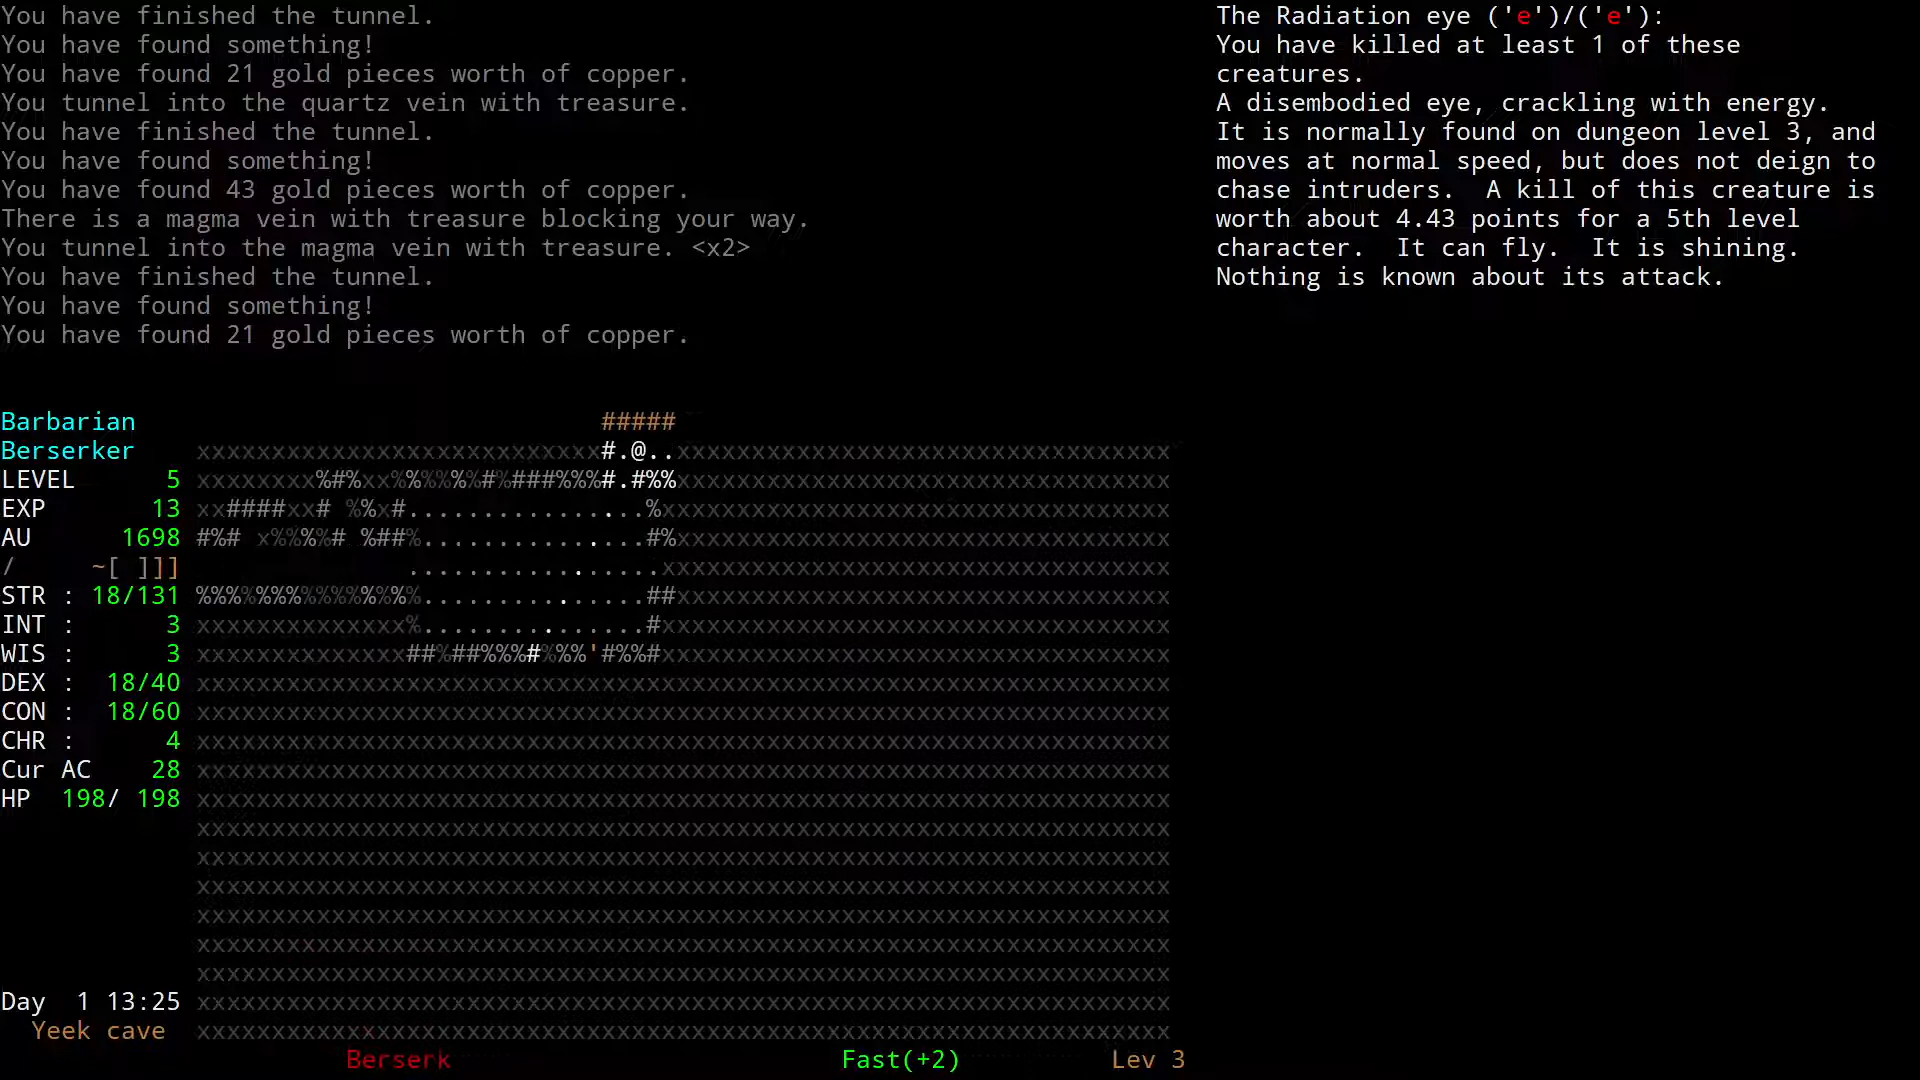 You have finished the tunnel.
You have found something!
You have found 21 gold pieces worth of copper.
You tunnel into the quartz vein with treasure.
You have finished the tunnel.
You have found something!
You have found 43 gold pieces worth of copper.
There is a magma vein with treasure blocking your way.
You tunnel into the magma vein with treasure. <x2>
You have finished the tunnel.
You have found something!
You have found 21 gold pieces worth of copper.
The Radiation eye ('e')/('e'):
You have killed at least 1 of these
creatures.
A disembodied eye, crackling with energy.
It is normally found on dungeon level 3, and
moves at normal speed, but does not deign to
chase intruders.  A kill of this creature is
worth about 4.43 points for a 5th level
character.  It can fly.  It is shining.
Nothing is known about its attack.
Barbarian
Berserker
LEVEL 5
EXP 13
AU 1698
/ ~[ ]]]
STR : 18/131
INT : 3
WIS : 3
DEX : 18/40
CON : 18/60
CHR : 4
Cur AC 28
HP 198/ 198
Day 1 13:25
Yeek cave
Berserk
Fast(+2)
Lev 3